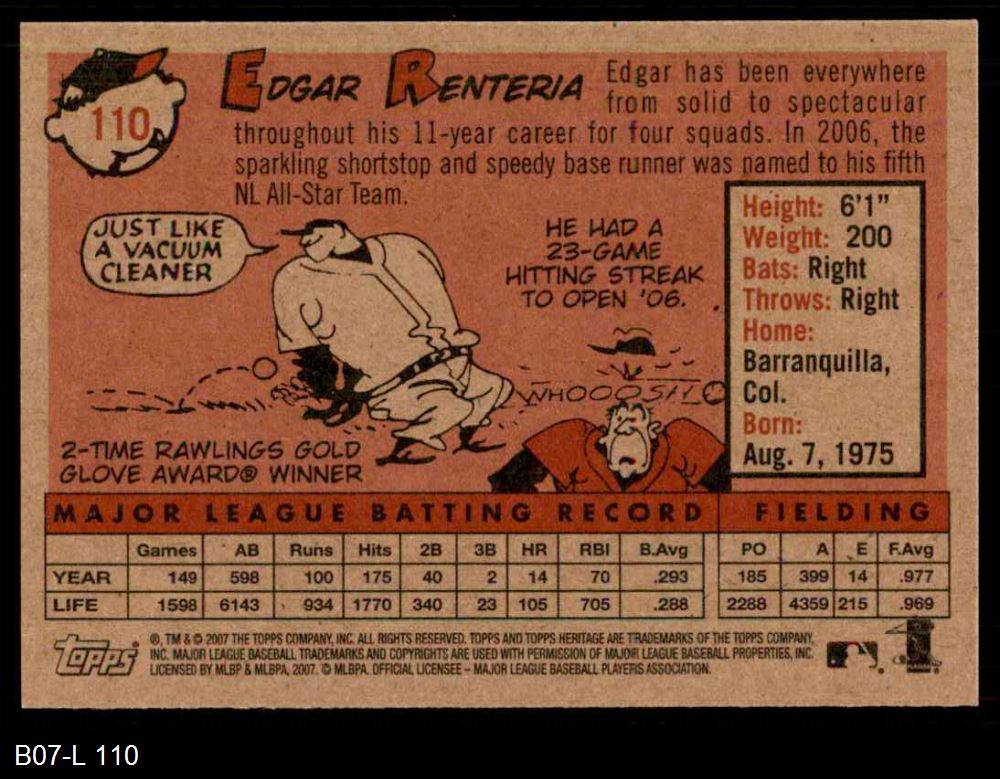 110
EDGAR RENTERIA
Edgar has been everywhere
from solid to spectacular
throughout his 11-year career for four squads. In 2006, the
sparkling shortstop and speedy base runner was named to his fifth
NL All-Star Team.
JUST LIKE
A VACUUM
CLEANER
HE HAD A
23-GAME
HITTING STREAK
TO OPEN '06.
WHOOOSH
2-TIME RAWLINGS GOLD
GLOVE AWARD® WINNER
Height: 6'1"
Weight: 200
Bats: Right
Throws: Right
Home:
Barranquilla,
Col.
Born:
Aug. 7, 1975
MAJOR LEAGUE BATTING RECORD FIELDING
Games AB Runs Hits 2B 3B HR RBI B.Avg PO A E F.Avg
YEAR 149 598 100 175 40 2 14 70 .293 185 399 14 .977
LIFE 1598 6143 934 1770 340 23 105 705 .288 2288 4359 215 .969
Topps
®, TM & © 2007 THE TOPPS COMPANY, INC. ALL RIGHTS RESERVED. TOPPS AND TOPPS HERITAGE ARE TRADEMARKS OF THE TOPPS COMPANY,
INC. MAJOR LEAGUE BASEBALL TRADEMARKS AND COPYRIGHTS ARE USED WITH PERMISSION OF MAJOR LEAGUE BASEBALL PROPERTIES, INC.
LICENSED BY MLBP & MLBPA, 2007. © MLBPA. OFFICIAL LICENSEE – MAJOR LEAGUE BASEBALL PLAYERS ASSOCIATION.
B07-L 110